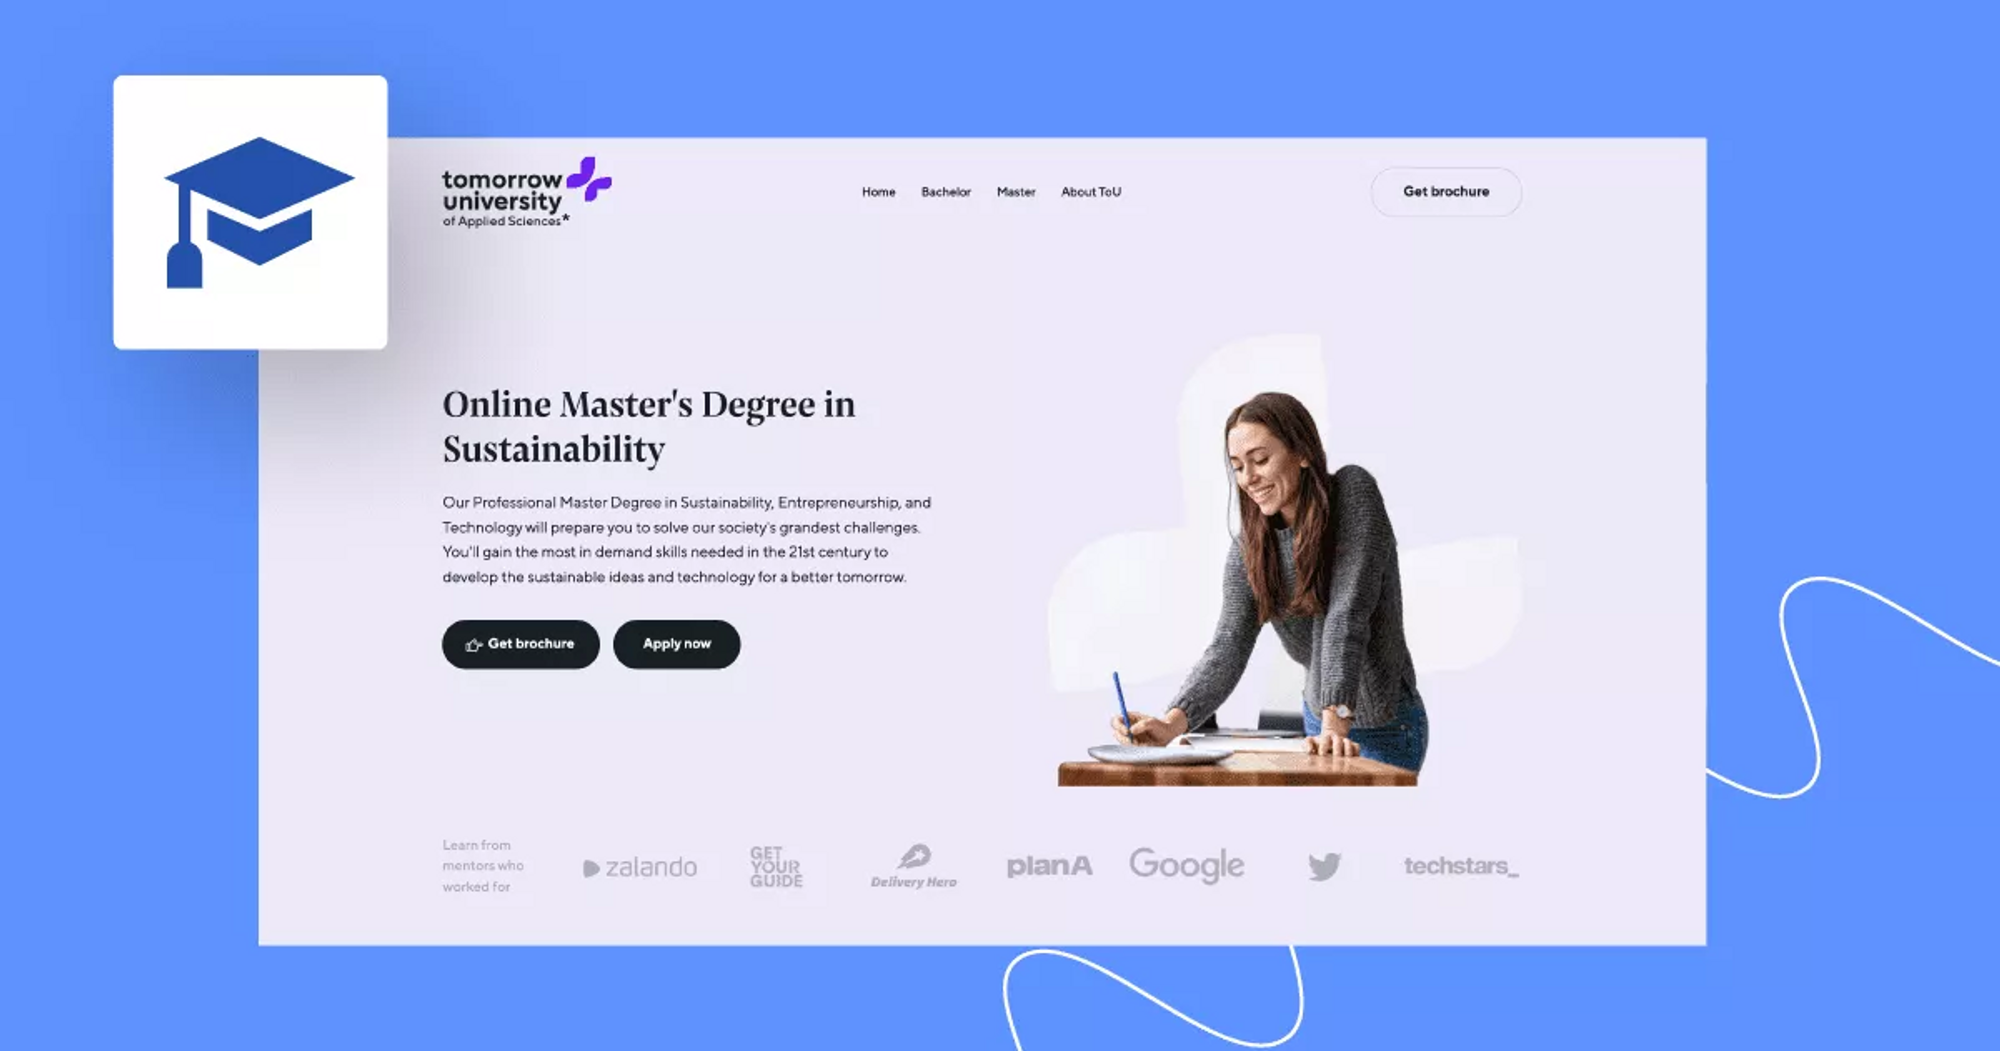 tomorrow
university
of Applied Sciences*
Home Bachelor Master About ToU
Get brochure
Online Master's Degree in
Sustainability
Our Professional Master Degree in Sustainability, Entrepreneurship, and
Technology will prepare you to solve our society's grandest challenges.
You'll gain the most in demand skills needed in the 21st century to
develop the sustainable ideas and technology for a better tomorrow.
Get brochure
Apply now
Learn from
mentors who
worked for
zalando
GET
YOUR
GUIDE
Delivery Hero
planA
Google
techstars_